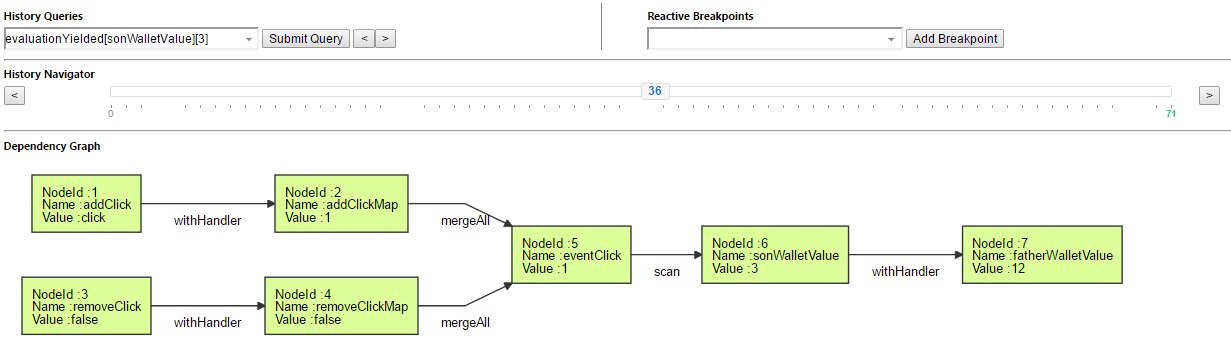 History Queries
Reactive Breakpoints
evaluationYielded[sonWalletValue][3]
Submit Query
<
>
Add Breakpoint
History Navigator
<
36
>
0
71
Dependency Graph
NodeId :1
Name :addClick
Value :click
withHandler
NodeId :2
Name :addClickMap
Value :1
mergeAll
NodeId :3
Name :removeClick
Value :false
withHandler
NodeId :4
Name :removeClickMap
Value :false
mergeAll
NodeId :5
Name :eventClick
Value :1
scan
NodeId :6
Name :sonWalletValue
Value :3
withHandler
NodeId :7
Name :fatherWalletValue
Value :12